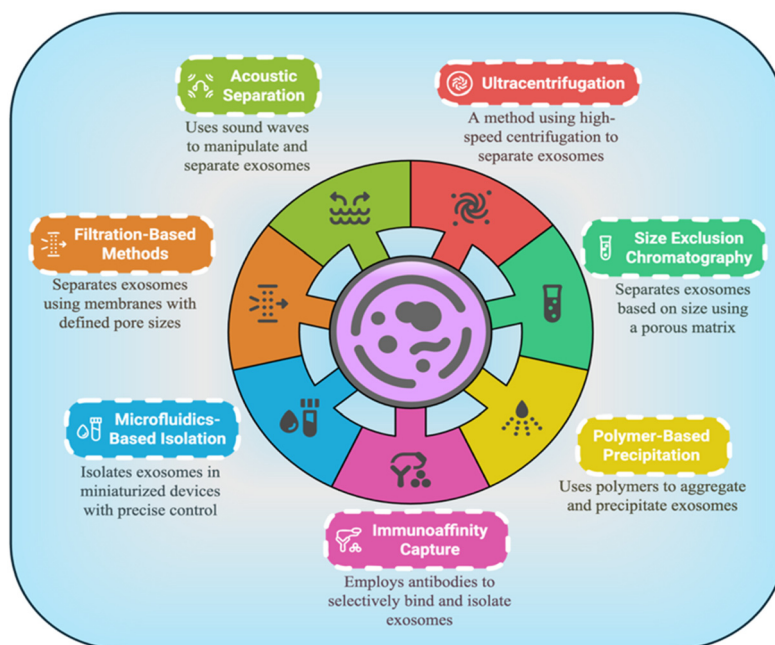 Acoustic
Separation
Uses sound waves
to manipulate and
separate exosomes
Ultracentrifugation
A method using high-
speed centrifugation to
separate exosomes
Filtration-Based
Methods
Separates exosomes
using membranes with
defined pore sizes
Size Exclusion
Chromatography
Separates exosomes
based on size using
a porous matrix
Microfluidics-
Based Isolation
Isolates exosomes in
miniaturized devices
with precise control
Polymer-Based
Precipitation
Uses polymers to aggregate
and precipitate exosomes
Immunoaffinity
Capture
Employs antibodies to
selectively bind and isolate
exosomes